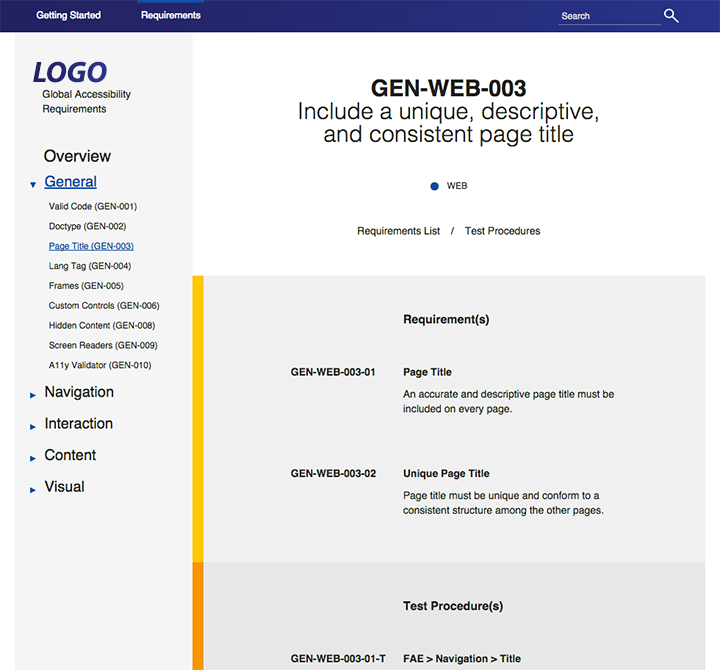 Getting Started
Requirements
Search
LOGO
Global Accessibility
Requirements
Overview
General
Valid Code (GEN-001)
Doctype (GEN-002)
Page Title (GEN-003)
Lang Tag (GEN-004)
Frames (GEN-005)
Custom Controls (GEN-006)
Hidden Content (GEN-008)
Screen Readers (GEN-009)
A11y Validator (GEN-010)
Navigation
Interaction
Content
Visual
GEN-WEB-003
Include a unique, descriptive,
and consistent page title
WEB
Requirements List / Test Procedures
Requirement(s)
GEN-WEB-003-01 Page Title
An accurate and descriptive page title must be
included on every page.
GEN-WEB-003-02 Unique Page Title
Page title must be unique and conform to a
consistent structure among the other pages.
Test Procedure(s)
GEN-WEB-003-01-T FAE > Navigation > Title